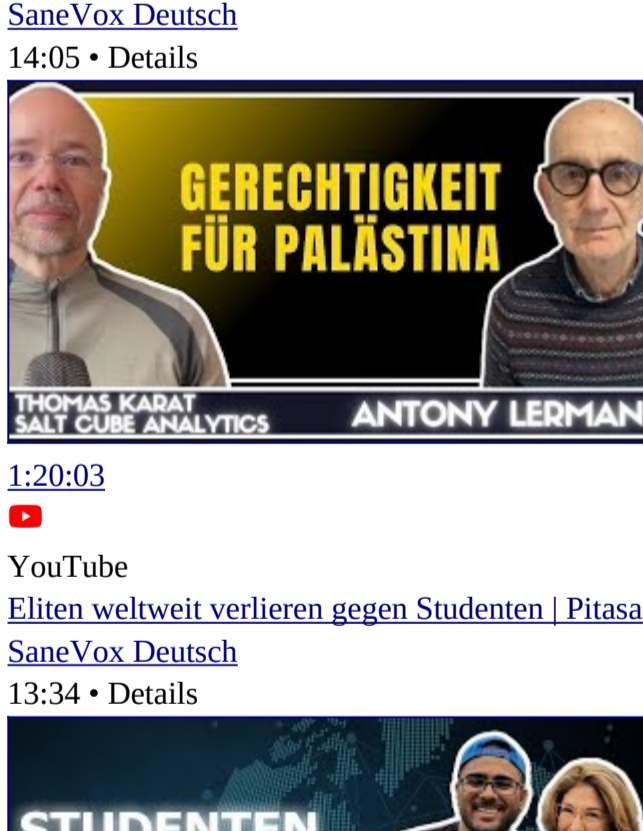 SaneVox Deutsch
14:05 • Details
GERECHTIGKEIT
FÜR PALÄSTINA
THOMAS KARAT
SALT CUBE ANALYTICS
ANTONY LERMAN
1:20:03
YouTube
Eliten weltweit verlieren gegen Studenten | Pitasa
SaneVox Deutsch
13:34 • Details
STUDENTEN